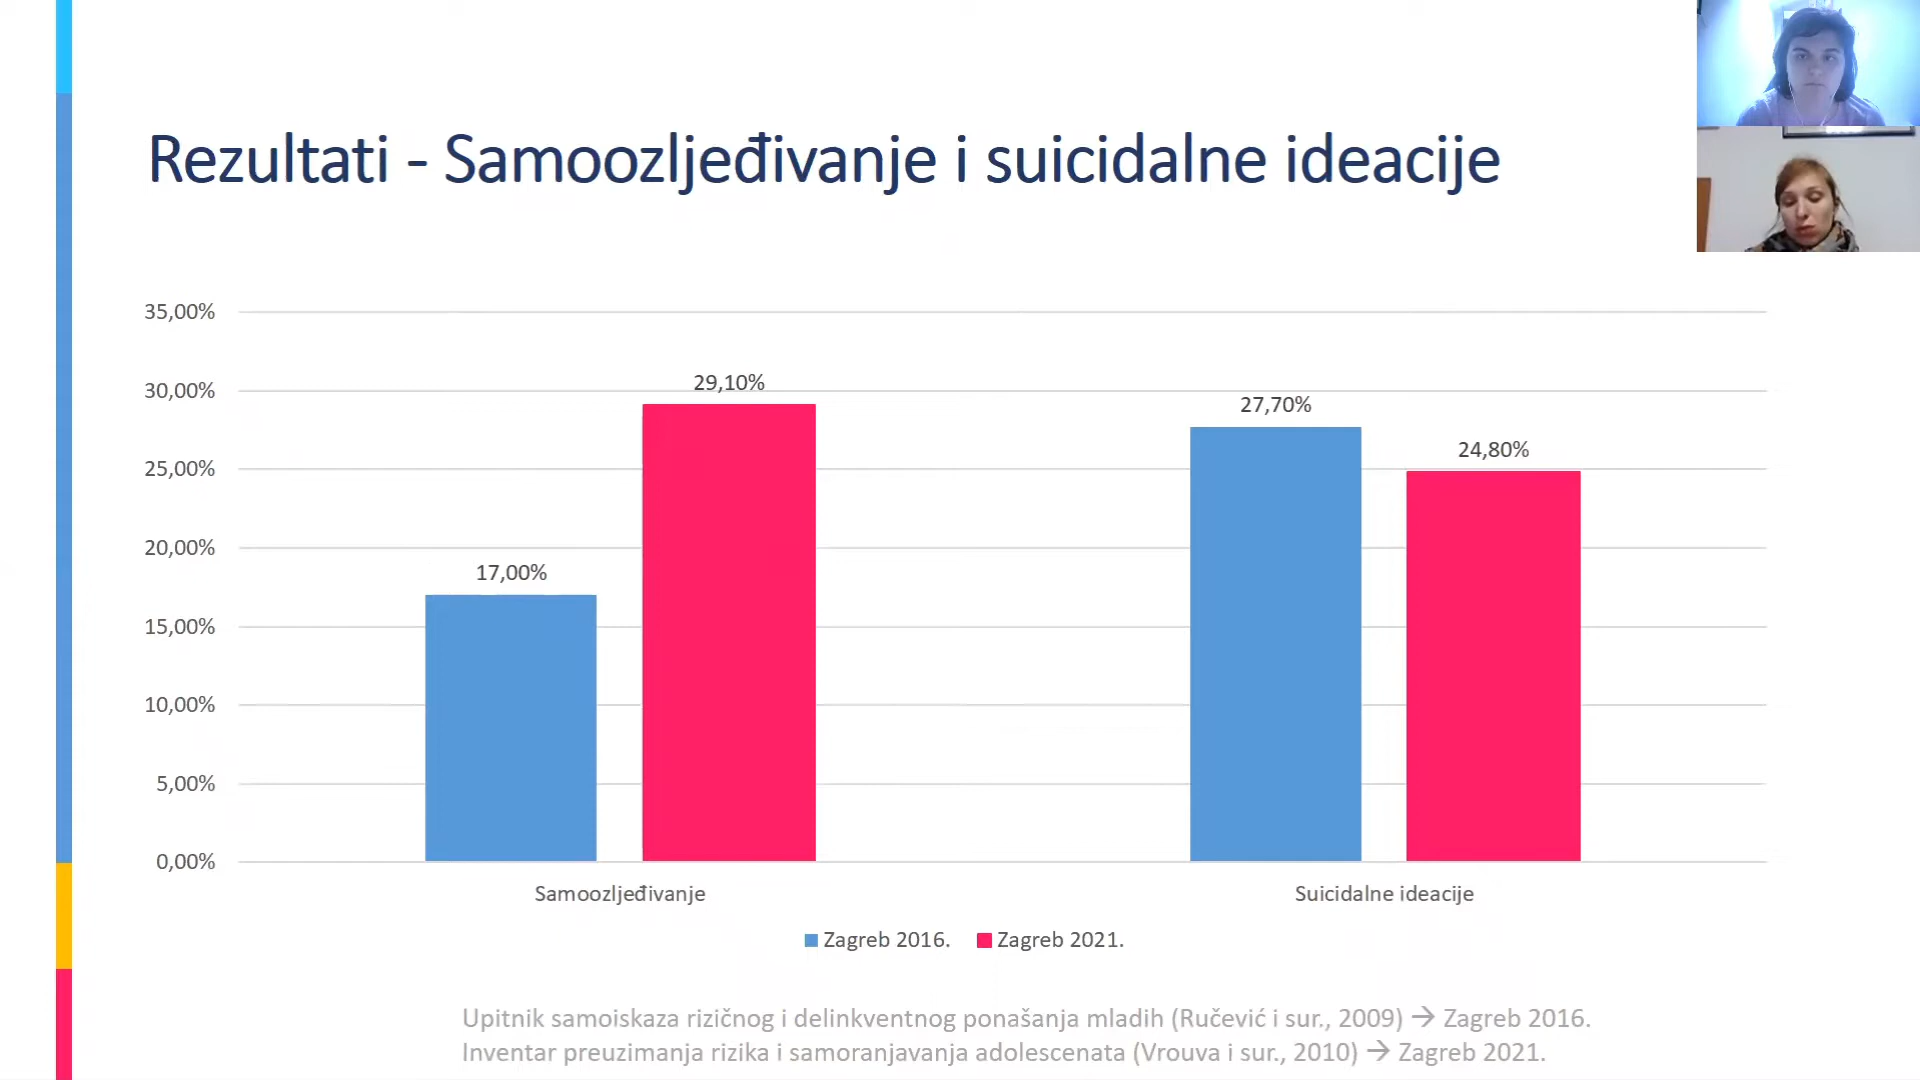 Rezultati - Samoozljeđivanje i suicidalne ideacije
35,00%
30,00%
25,00%
20,00%
15,00%
10,00%
5,00%
0,00%
17,00%
29,10%
27,70%
24,80%
Samoozljeđivanje
Suicidalne ideacije
Zagreb 2016.
Zagreb 2021.
Upitnik samoiskaza rizičnog i delinkventnog ponašanja mladih (Ručević i sur., 2009) → Zagreb 2016.
Inventar preuzimanja rizika i samoranjavanja adolescenata (Vrouva i sur., 2010) → Zagreb 2021.